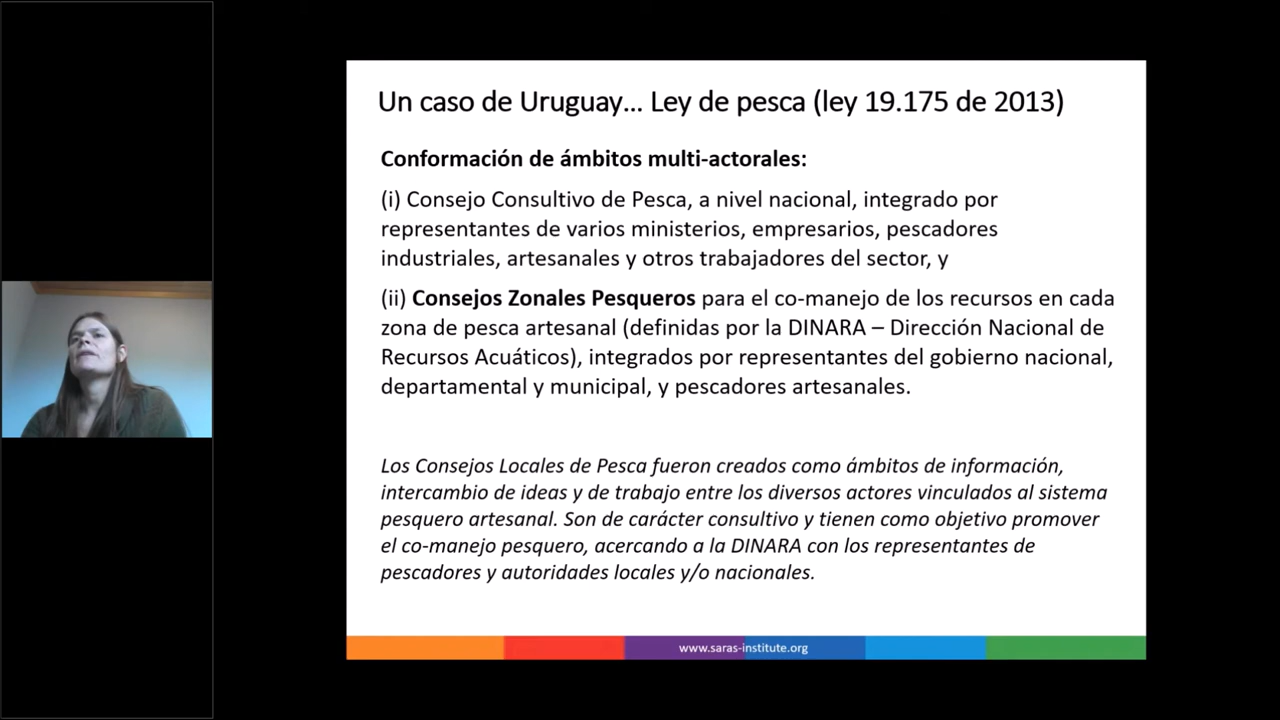 Un caso de Uruguay... Ley de pesca (ley 19.175 de 2013)
Conformación de ámbitos multi-actorales:
(i) Consejo Consultivo de Pesca, a nivel nacional, integrado por
representantes de varios ministerios, empresarios, pescadores
industriales, artesanales y otros trabajadores del sector, y
(ii) Consejos Zonales Pesqueros para el co-manejo de los recursos en cada
zona de pesca artesanal (definidas por la DINARA – Dirección Nacional de
Recursos Acuáticos), integrados por representantes del gobierno nacional,
departamental y municipal, y pescadores artesanales.
Los Consejos Locales de Pesca fueron creados como ámbitos de información,
intercambio de ideas y de trabajo entre los diversos actores vinculados al sistema
pesquero artesanal. Son de carácter consultivo y tienen como objetivo promover
el co-manejo pesquero, acercando a la DINARA con los representantes de
pescadores y autoridades locales y/o nacionales.
www.saras-institute.org